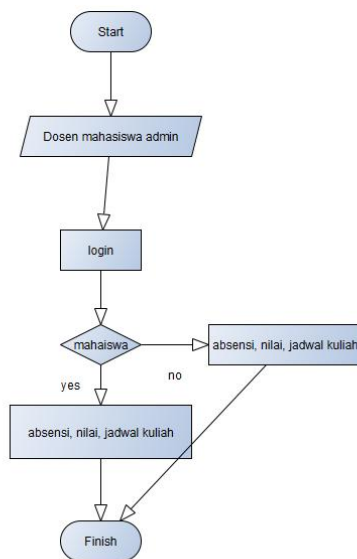 Start
Dosen mahasiswa admin
login
mahaiswa
absensi, nilai, jadwal kuliah
yes
no
absensi, nilai, jadwal kuliah
Finish